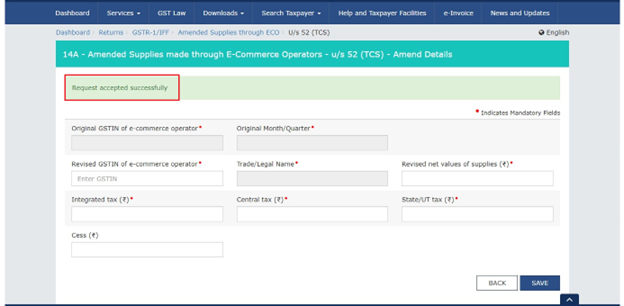 Dashboard Services GST Law Downloads Search Taxpayer Help and Taxpayer Facilities e-Invoice News and Updates
Dashboard › Returns › GSTR-1/IFF › Amended Supplies through ECO › U/s 52 (TCS) English
14A - Amended Supplies made through E-Commerce Operators - u/s 52 (TCS) - Amend Details
Request accepted successfully
• Indicates Mandatory Fields
Original GSTIN of e-commerce operator• Original Month/Quarter•
Revised GSTIN of e-commerce operator• Trade/Legal Name• Revised net values of supplies (₹)•
Enter GSTIN
Integrated tax (₹)• Central tax (₹)• State/UT tax (₹)•
Cess (₹)
BACK SAVE